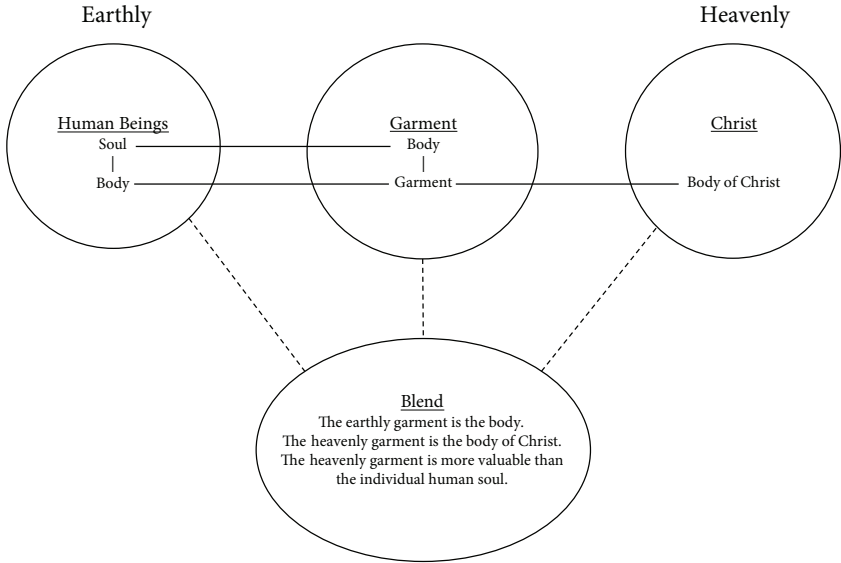 Earthly
Heavenly
Human Beings
Soul
Body
Garment
Body
Garment
Christ
Body of Christ
Blend
The earthly garment is the body.
The heavenly garment is the body of Christ.
The heavenly garment is more valuable than
the individual human soul.